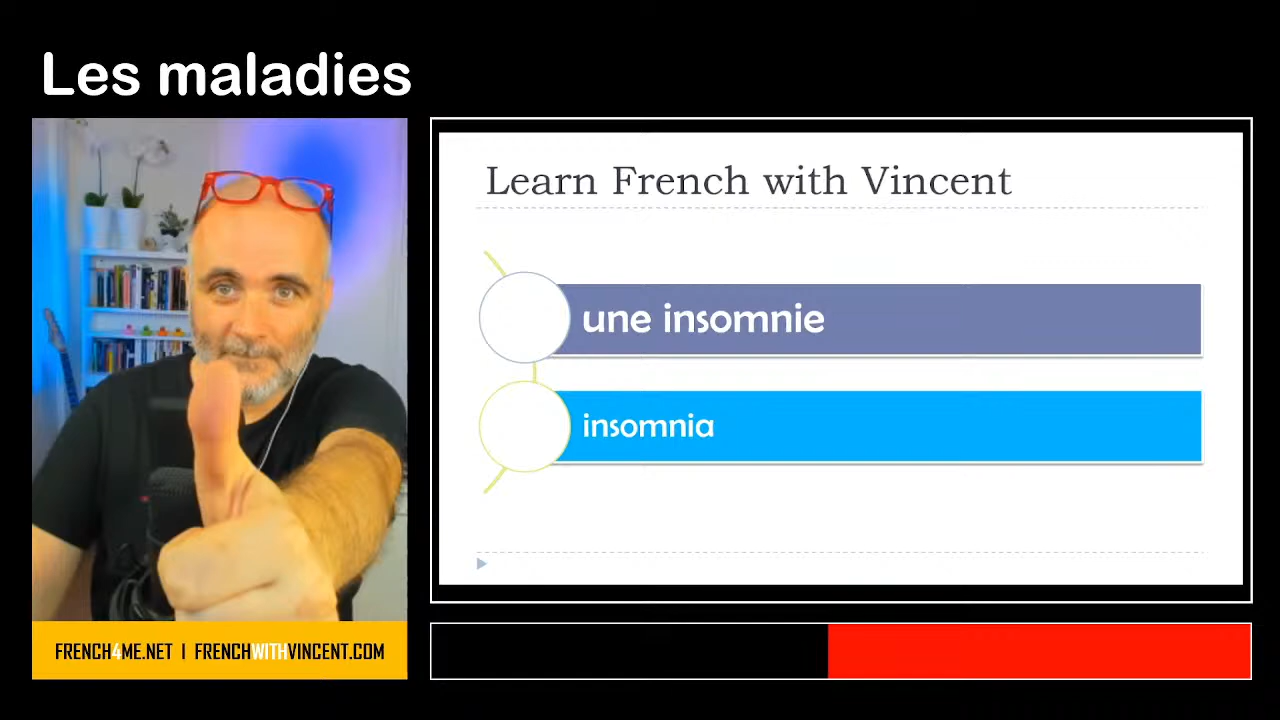 Les maladies
Learn French with Vincent
une insomnie
insomnia
FRENCH4ME.NET | FRENCHWITHVINCENT.COM